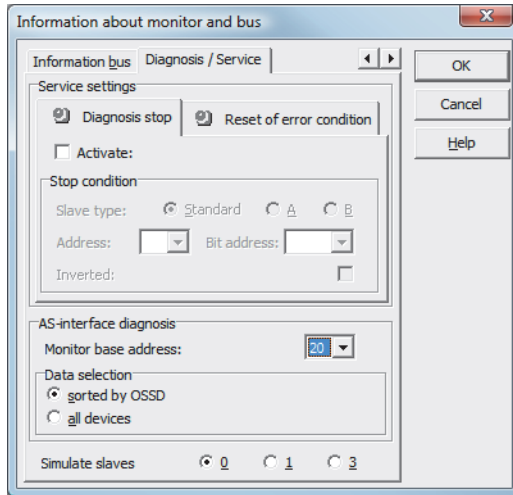 Information about monitor and bus
Information bus Diagnosis / Service
OK
Service settings
Cancel
Diagnosis stop Reset of error condition
Help
Activate:
Stop condition
Slave type: Standard A B
Address: Bit address:
Inverted:
AS-interface diagnosis
Monitor base address: 20
Data selection
sorted by OSSD
all devices
Simulate slaves 0 1 3